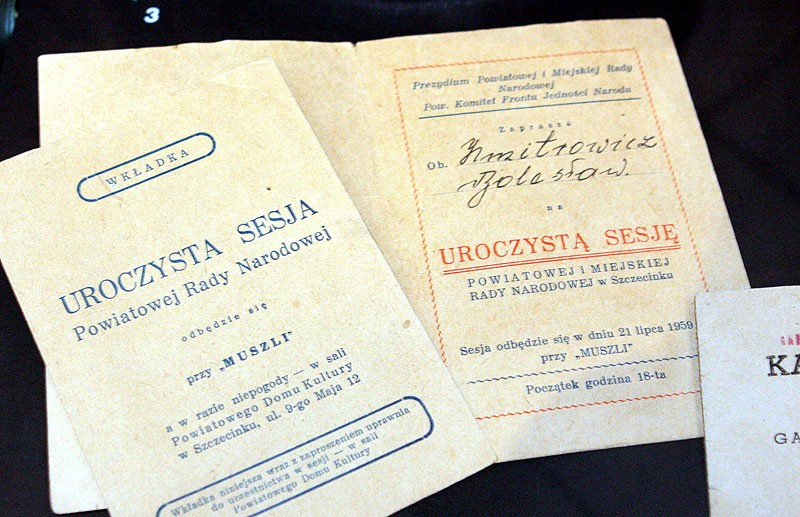 3
WKŁADKA
UROCZYSTA SESJA
Powiatowej Rady Narodowej
odbędzie się
przy „MUSZLI"
a w razie niepogody — w sali
Powiatowego Domu Kultury
w Szczecinku, ul. 9-go Maja 12
Wkładka niniejsza wraz z zaproszeniem uprawnia
do uczestnictwa w sesji — w sali
Powiatowego Domu Kultury
Prezydium Powiatowej i Miejskiej Rady
Narodowej
Pow. Komitet Frontu Jedności Narodu
Zaprasza
Ob. Kmitrowicz
Bolesław.
na
UROCZYSTĄ SESJĘ
POWIATOWEJ i MIEJSKIEJ
RADY NARODOWEJ w Szczecinku
Sesja odbędzie się w dniu 21 lipca 1959
przy „MUSZLI"
Początek godzina 18-ta
KA
GA